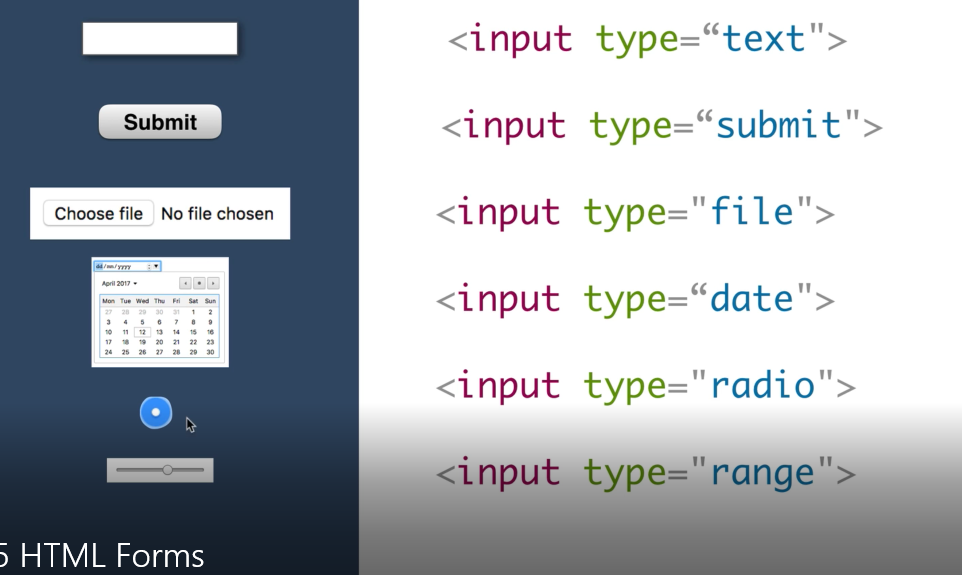 <input type=“text">
Submit
<input type=“submit">
Choose file No file chosen
<input type="file">
dd/mm/yyyy
April 2017
Mon Tue Wed Thu Fri Sat Sun
27 28 29 30 31 1 2
3 4 5 6 7 8 9
10 11 12 13 14 15 16
17 18 19 20 21 22 23
24 25 26 27 28 29 30
<input type=“date">
<input type="radio">
<input type="range">
5 HTML Forms